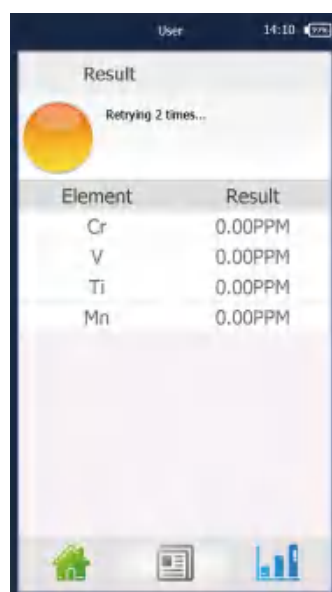 User 14:10 99%
Result
Retrying 2 times...
Element Result
Cr 0.00PPM
V 0.00PPM
Ti 0.00PPM
Mn 0.00PPM